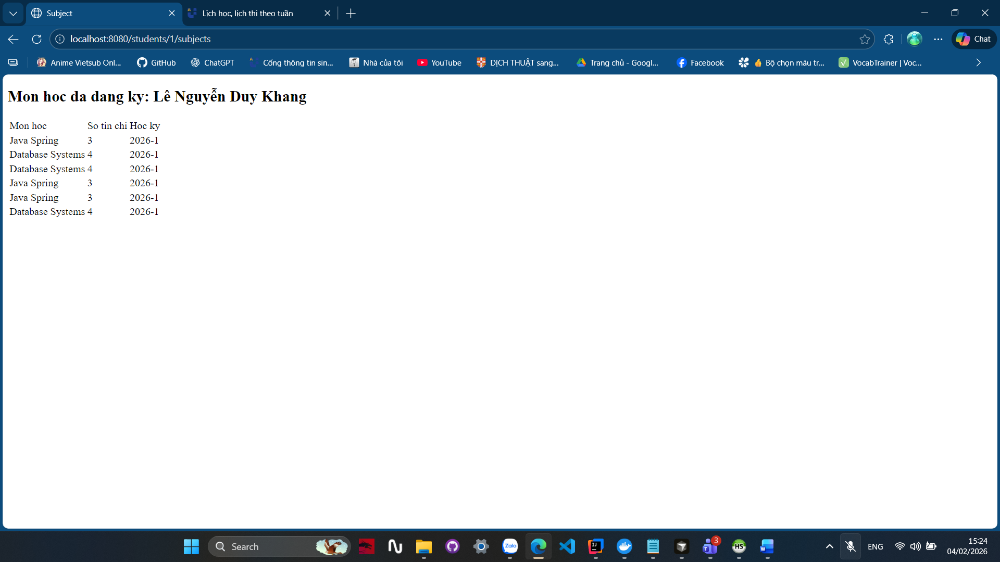 Subject
Lịch học, lịch thi theo tuần
localhost:8080/students/1/subjects
Chat
Anime Vietsub Onl...
GitHub
ChatGPT
Cổng thông tin sin...
Nhà của tôi
YouTube
DỊCH THUẬT sang...
Trang chủ - Googl...
Facebook
👍 Bộ chọn màu tr...
VocabTrainer | Voc...
Mon hoc da dang ky: Lê Nguyễn Duy Khang
Mon hoc So tin chi Hoc ky
Java Spring 3 2026-1
Database Systems 4 2026-1
Database Systems 4 2026-1
Java Spring 3 2026-1
Java Spring 3 2026-1
Database Systems 4 2026-1
Search
Zalo
IJ
T
3
HS
W
ENG
15:24
04/02/2026